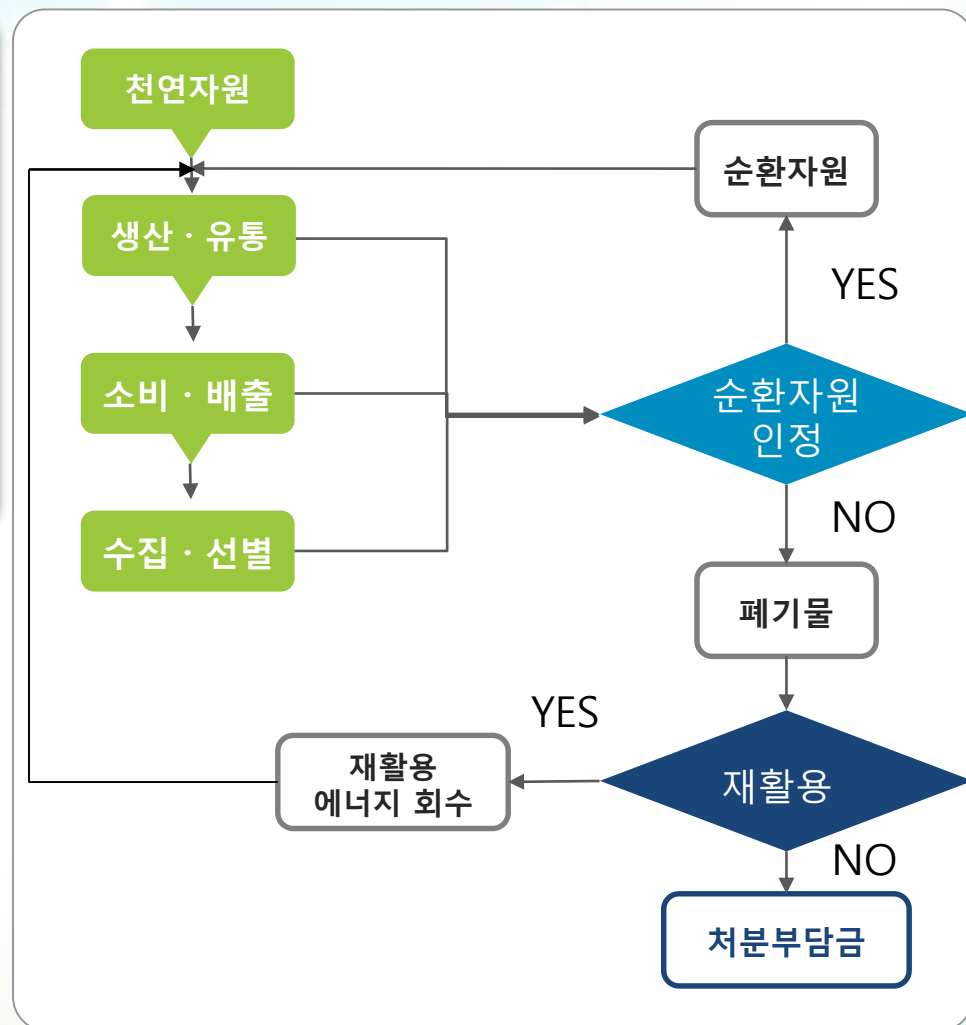 천연자원
순환자원
생산 · 유통
YES
소비 · 배출
순환자원
인정
NO
수집 · 선별
폐기물
YES
재활용
에너지 회수
재활용
NO
처분부담금